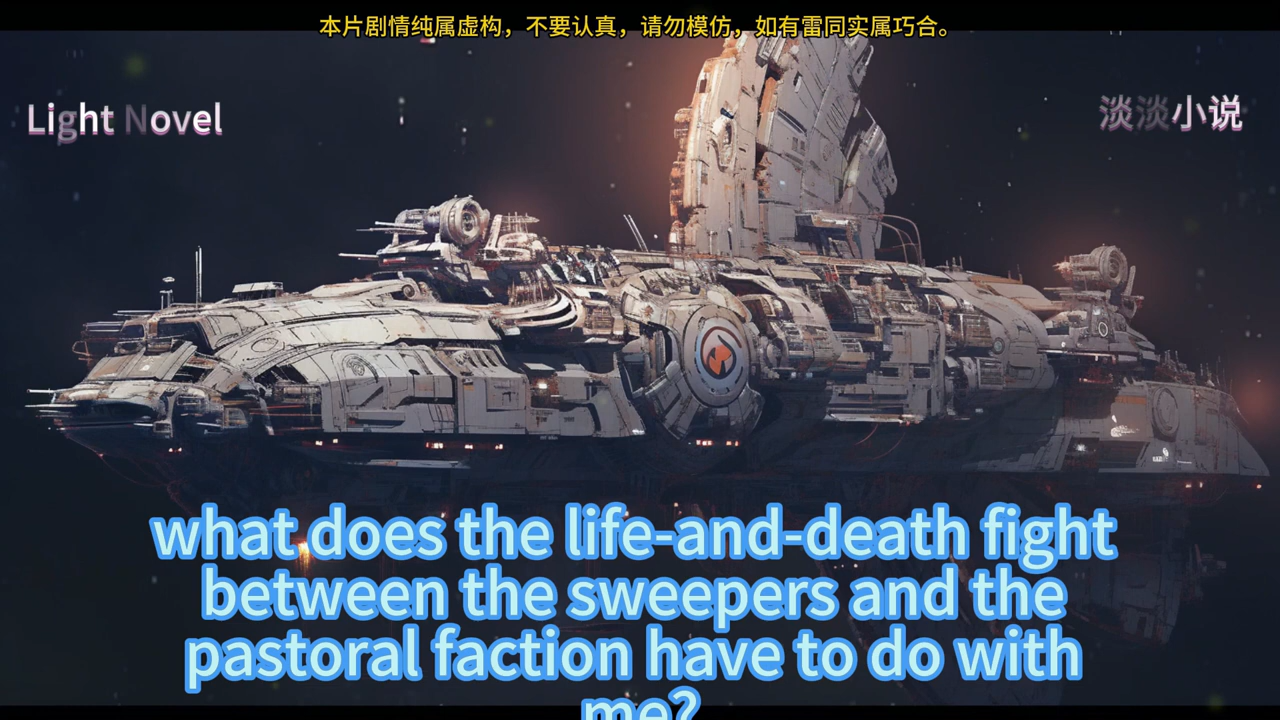 本片剧情纯属虚构，不要认真，请勿模仿，如有雷同实属巧合。
Light Novel
淡淡小说
what does the life-and-death fight
between the sweepers and the
pastoral faction have to do with
me?